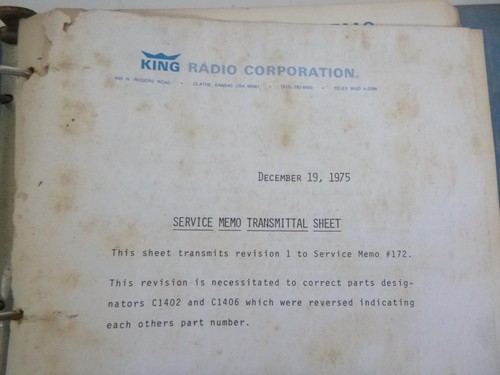 KING RADIO CORPORATION®
DECEMBER 19, 1975
SERVICE MEMO TRANSMITTAL SHEET
This sheet transmits revision 1 to Service Memo #172.
This revision is necessitated to correct parts desig-
nators C1402 and C1406 which were reversed indicating
each others part number.